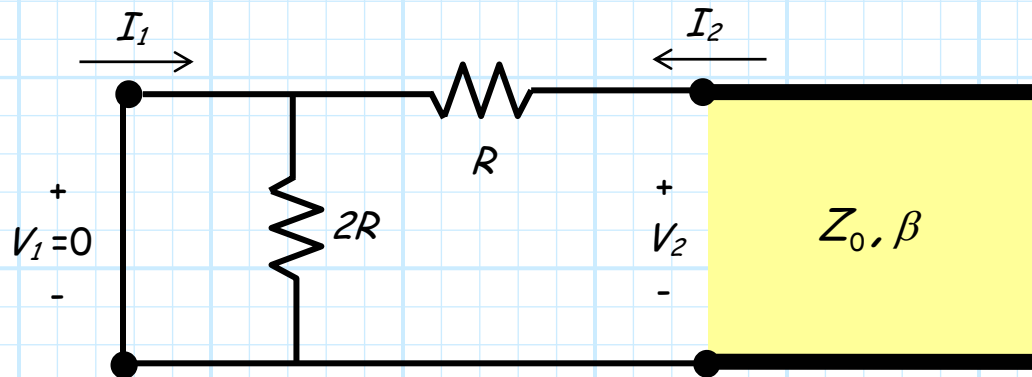 I₁
I₂
R
+
V₁=0
-
2R
+
V₂
-
Z₀, β